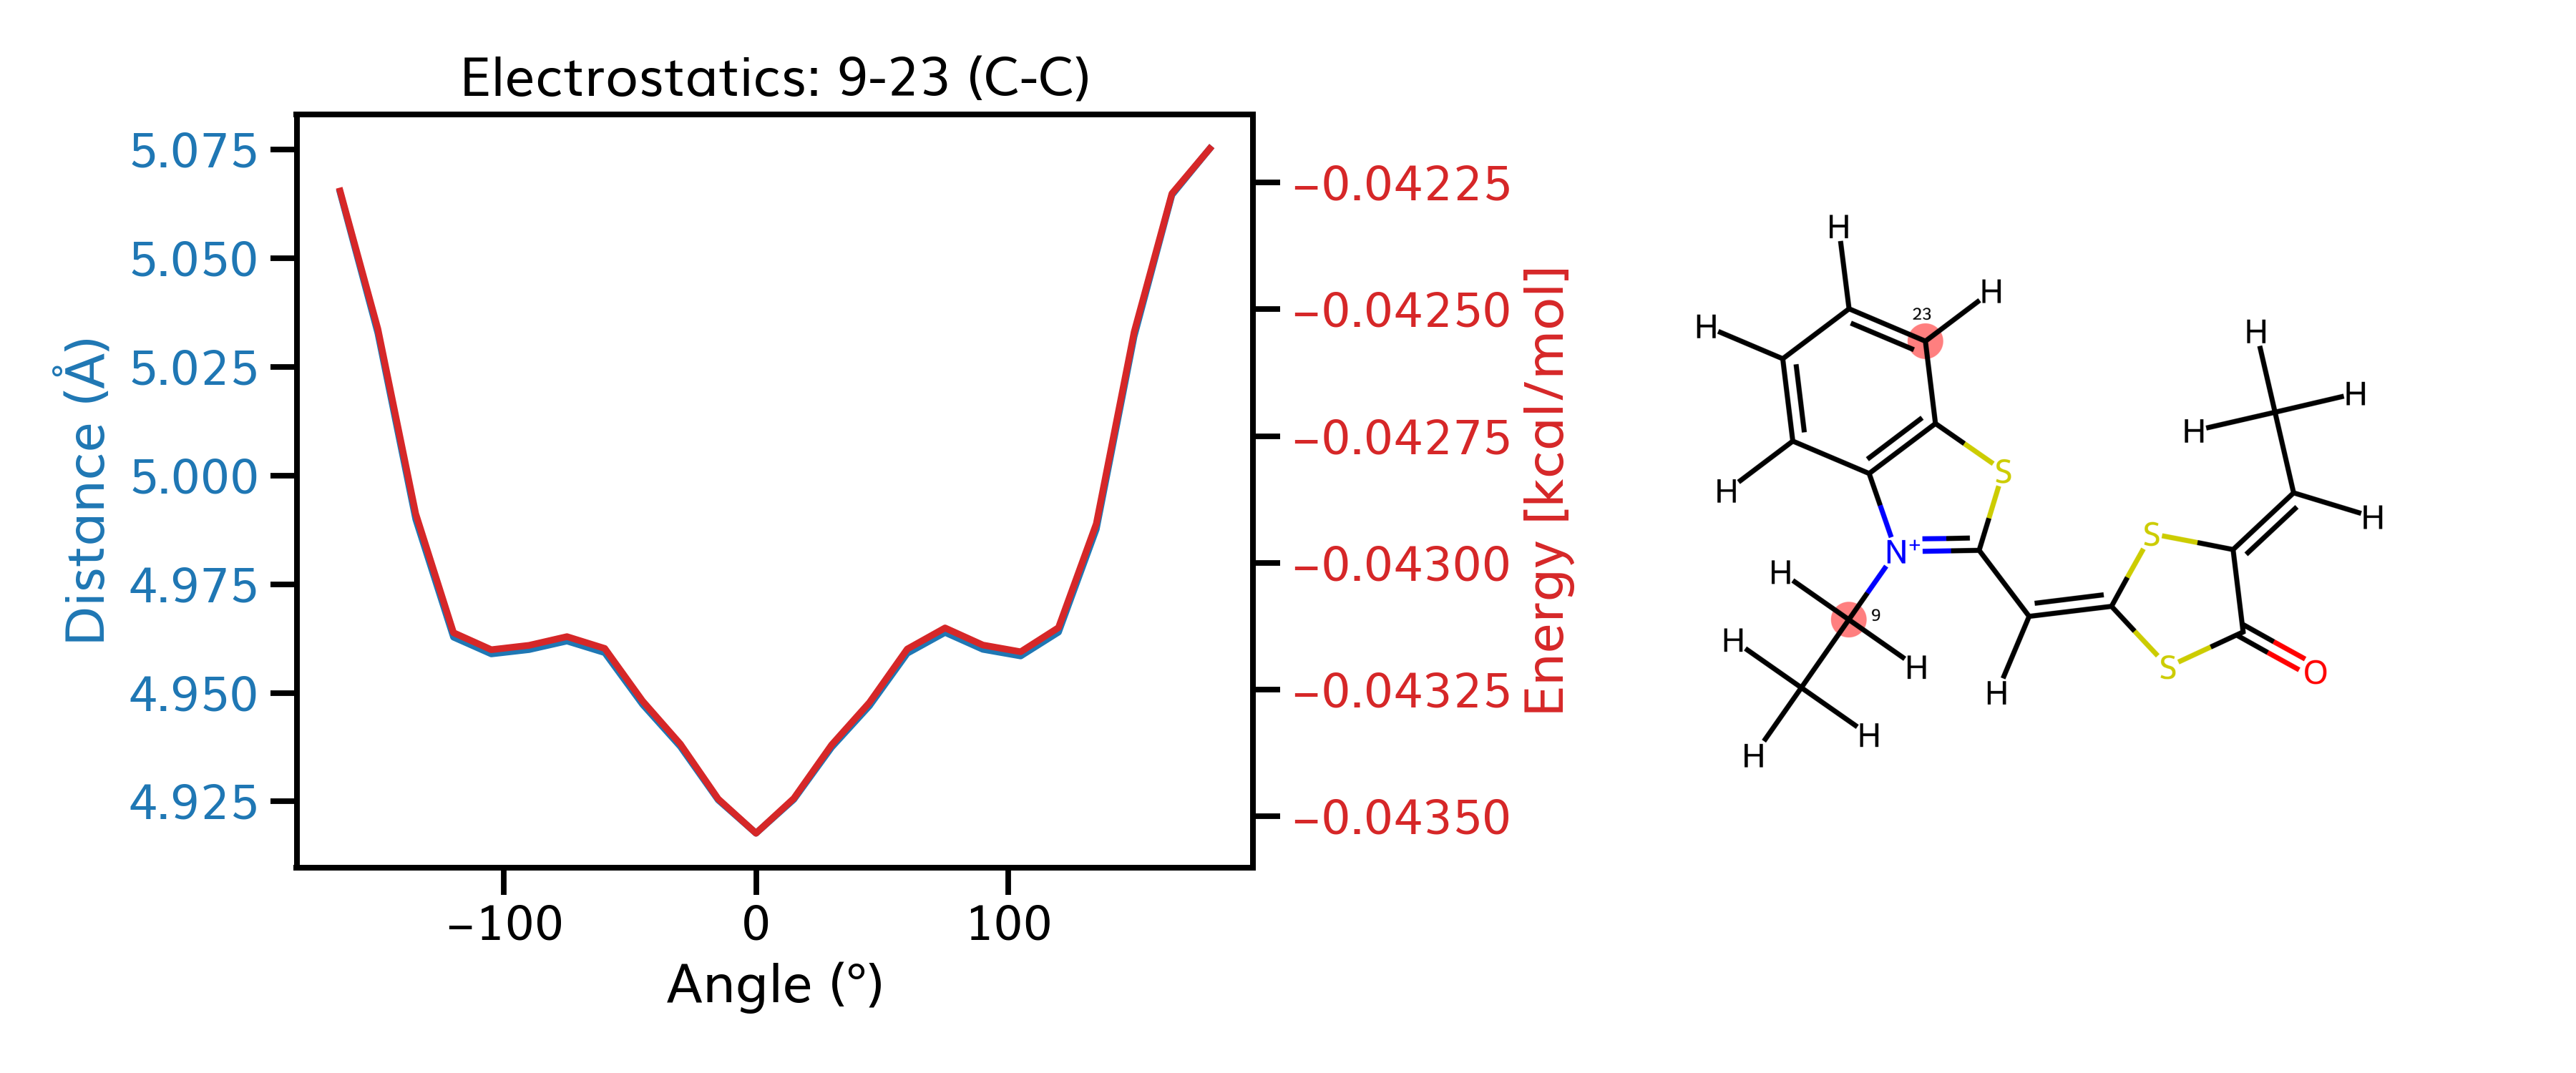 Electrostatics: 9-23 (C-C)
Distance (Å)
5.075
5.050
5.025
5.000
4.975
4.950
4.925
−100
0
100
Angle (°)
−0.04225
−0.04250
−0.04275
−0.04300
−0.04325
−0.04350
Energy [kcal/mol]
H
H
23
H
H
H
H
H
S
H
N+
S
H
H
9
H
H
S
O
H
H
H